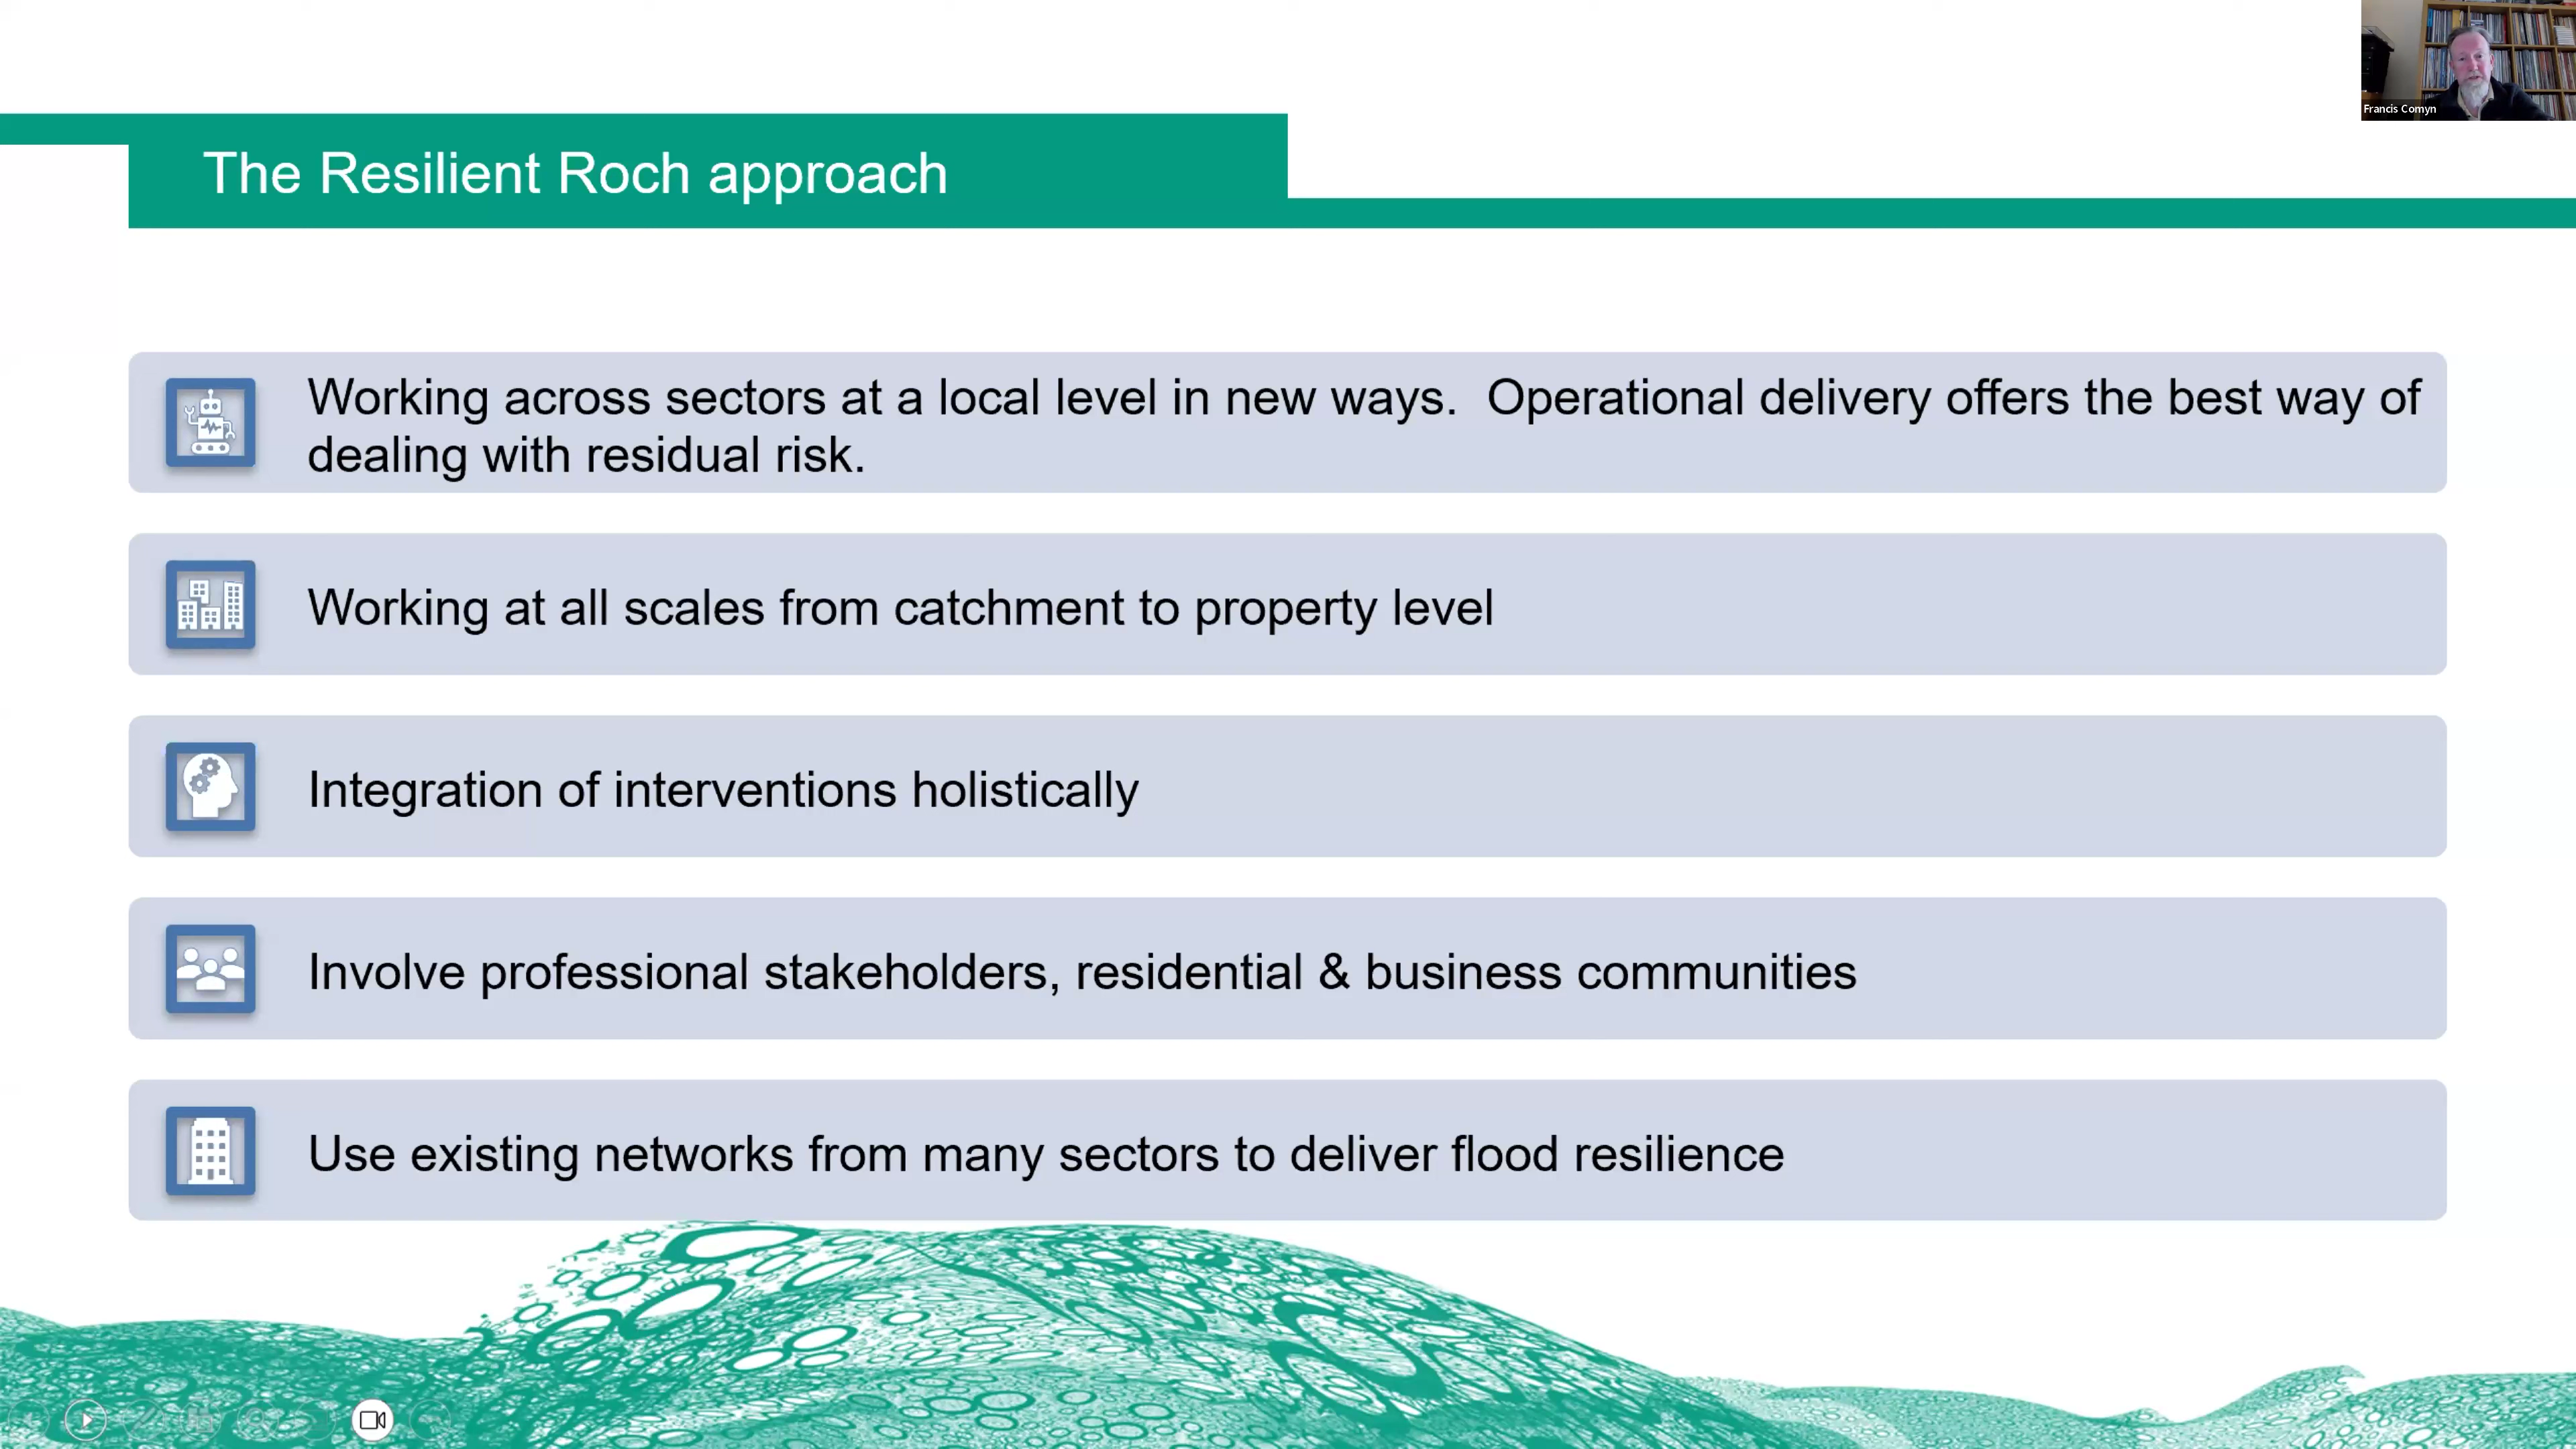 Francis Comyn
The Resilient Roch approach
Working across sectors at a local level in new ways.  Operational delivery offers the best way of
dealing with residual risk.
Working at all scales from catchment to property level
Integration of interventions holistically
Involve professional stakeholders, residential & business communities
Use existing networks from many sectors to deliver flood resilience